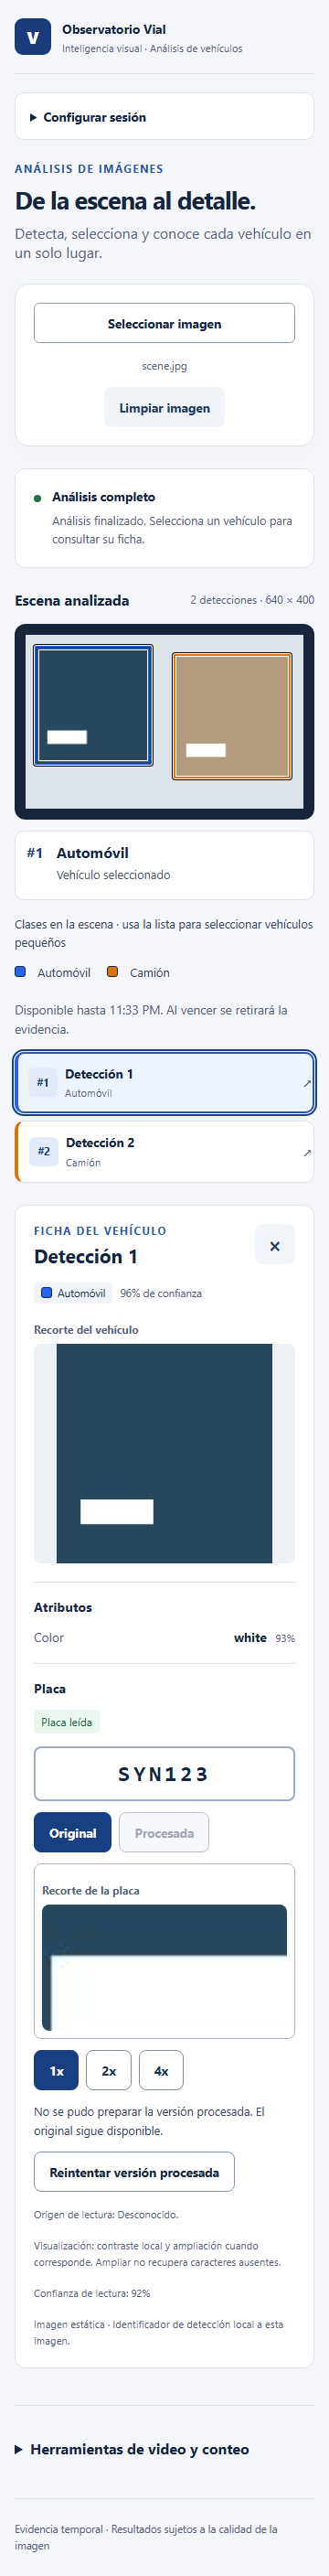 V
Observatorio Vial
Inteligencia visual · Análisis de vehículos
▶ Configurar sesión
ANÁLISIS DE IMÁGENES
De la escena al detalle.
Detecta, selecciona y conoce cada vehículo en
un solo lugar.
Seleccionar imagen
scene.jpg
Limpiar imagen
Análisis completo
Análisis finalizado. Selecciona un vehículo para
consultar su ficha.
Escena analizada 2 detecciones · 640 × 400
#1 Automóvil
Vehículo seleccionado
Clases en la escena · usa la lista para seleccionar vehículos
pequeños
Automóvil Camión
Disponible hasta 11:33 PM. Al vencer se retirará la
evidencia.
#1 Detección 1
Automóvil ↗
#2 Detección 2
Camión ↗
FICHA DEL VEHÍCULO
Detección 1 ×
Automóvil 96% de confianza
Recorte del vehículo
Atributos
Color white 93%
Placa
Placa leída
SYN123
Original Procesada
Recorte de la placa
1x 2x 4x
No se pudo preparar la versión procesada. El
original sigue disponible.
Reintentar versión procesada
Origen de lectura: Desconocido.
Visualización: contraste local y ampliación cuando
corresponde. Ampliar no recupera caracteres ausentes.
Confianza de lectura: 92%
Imagen estática · Identificador de detección local a esta
imagen.
▶ Herramientas de video y conteo
Evidencia temporal · Resultados sujetos a la calidad de la
imagen